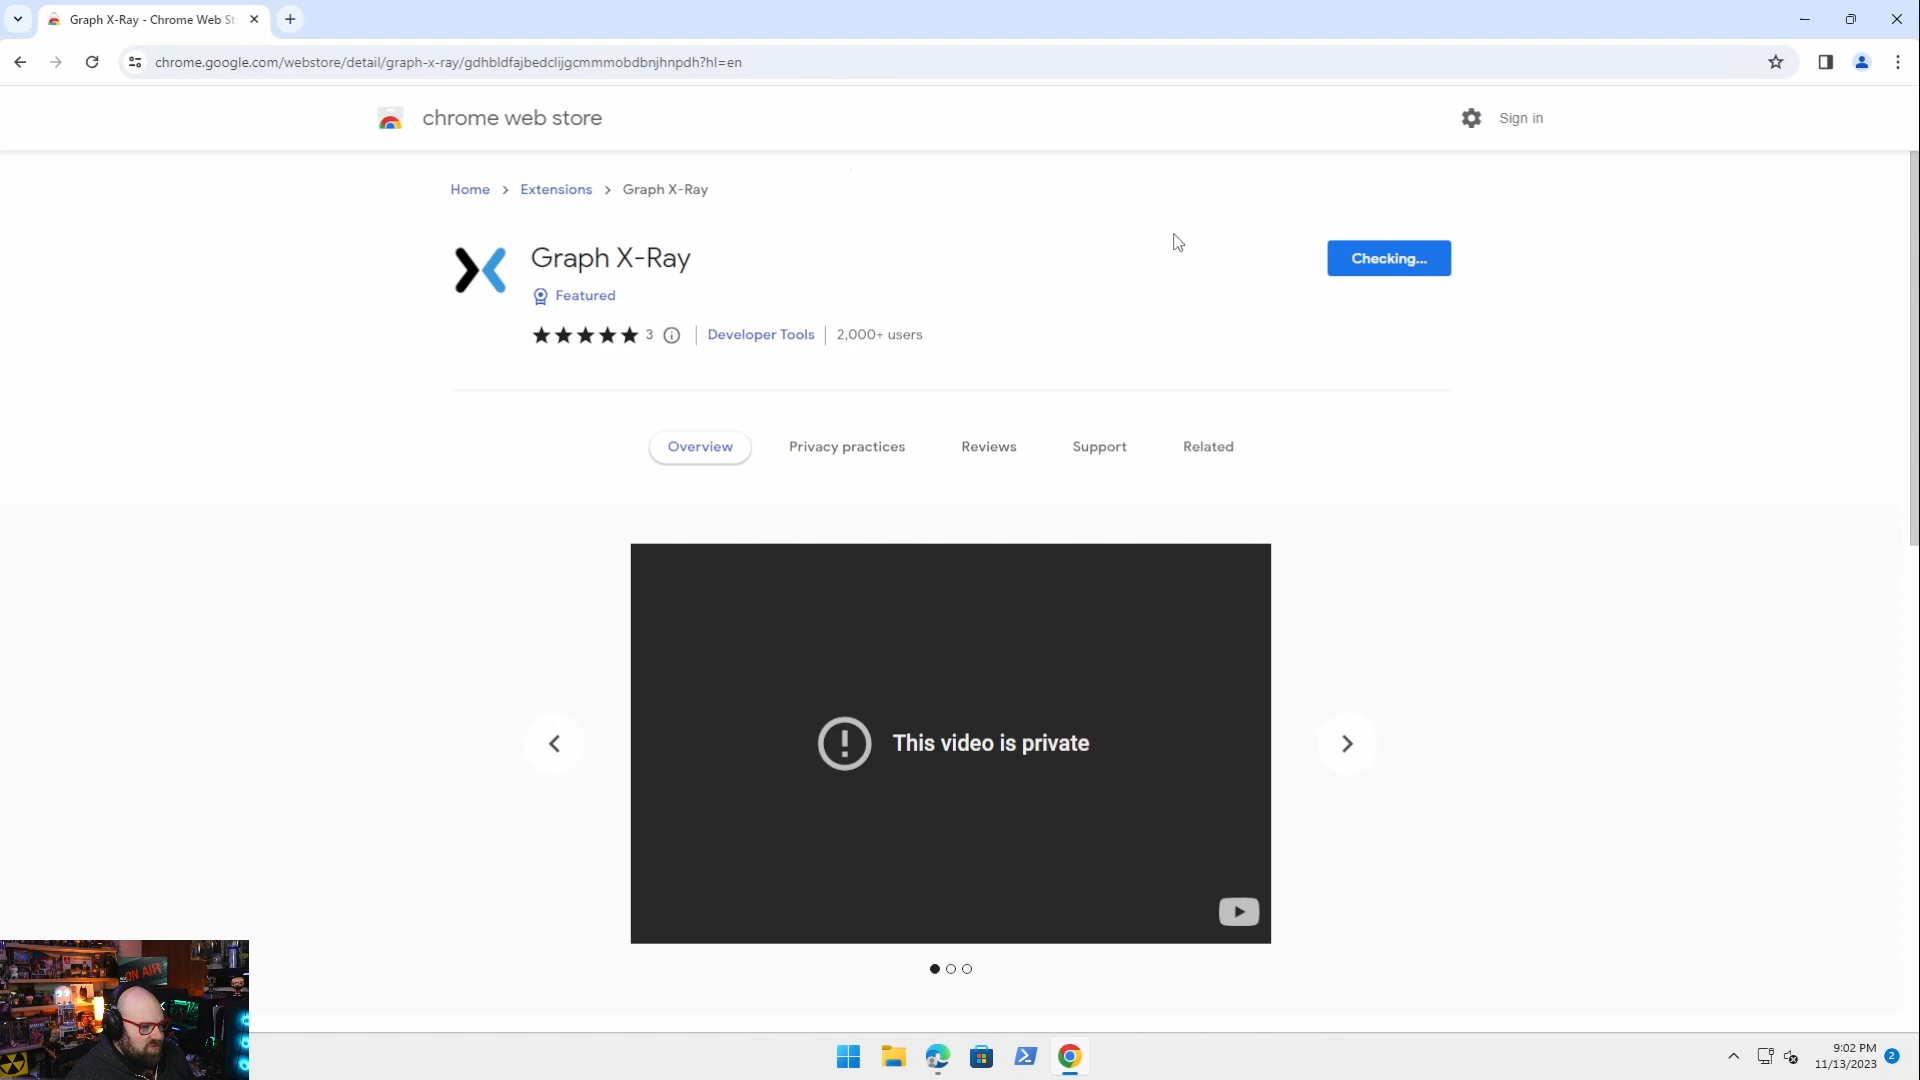 Graph X-Ray - Chrome Web St
chrome.google.com/webstore/detail/graph-x-ray/gdhbldfajbedclijgcmmmobdbnjhnpdh?hl=en
chrome web store
Sign in
Home > Extensions > Graph X-Ray
Graph X-Ray
Checking...
Featured
3
Developer Tools
2,000+ users
Overview
Privacy practices
Reviews
Support
Related
This video is private
ON AIR
9:02 PM
11/13/2023
2